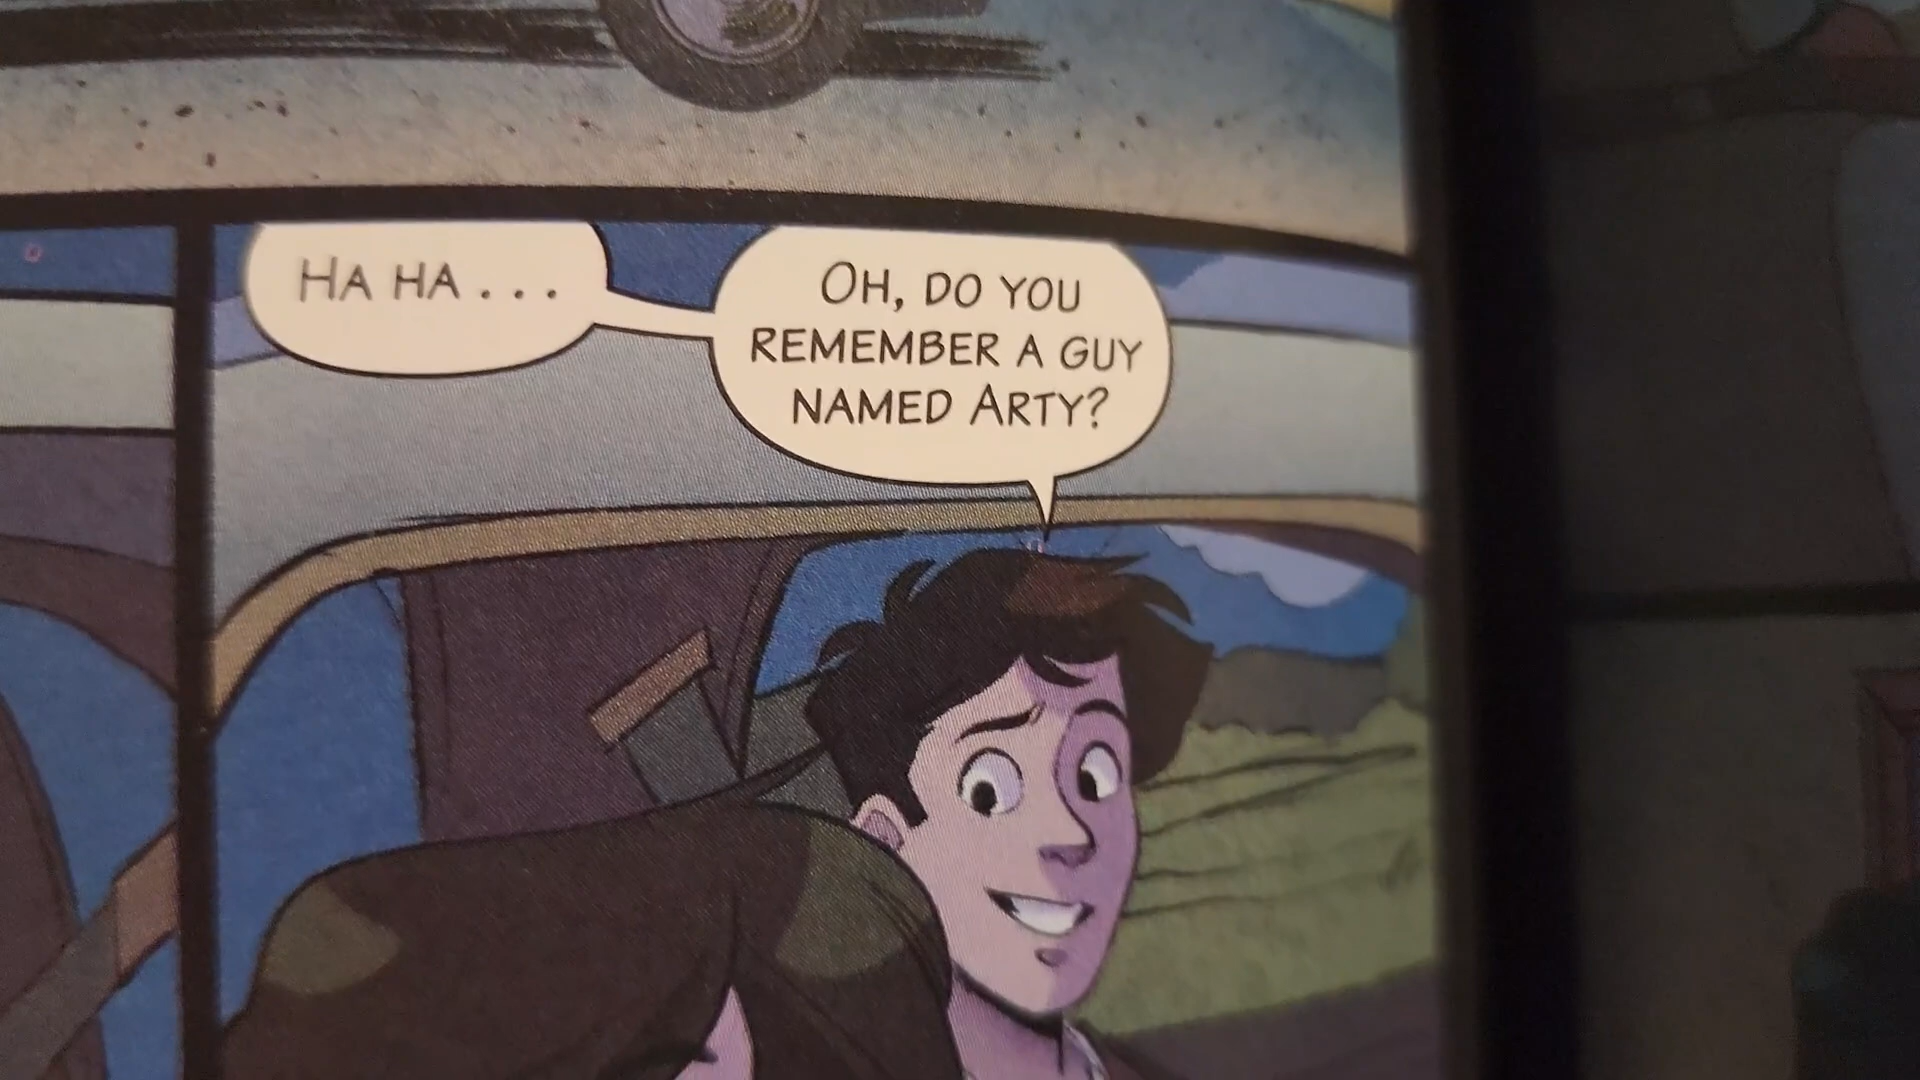 HA HA . . .
OH, DO YOU
REMEMBER A GUY
NAMED ARTY?